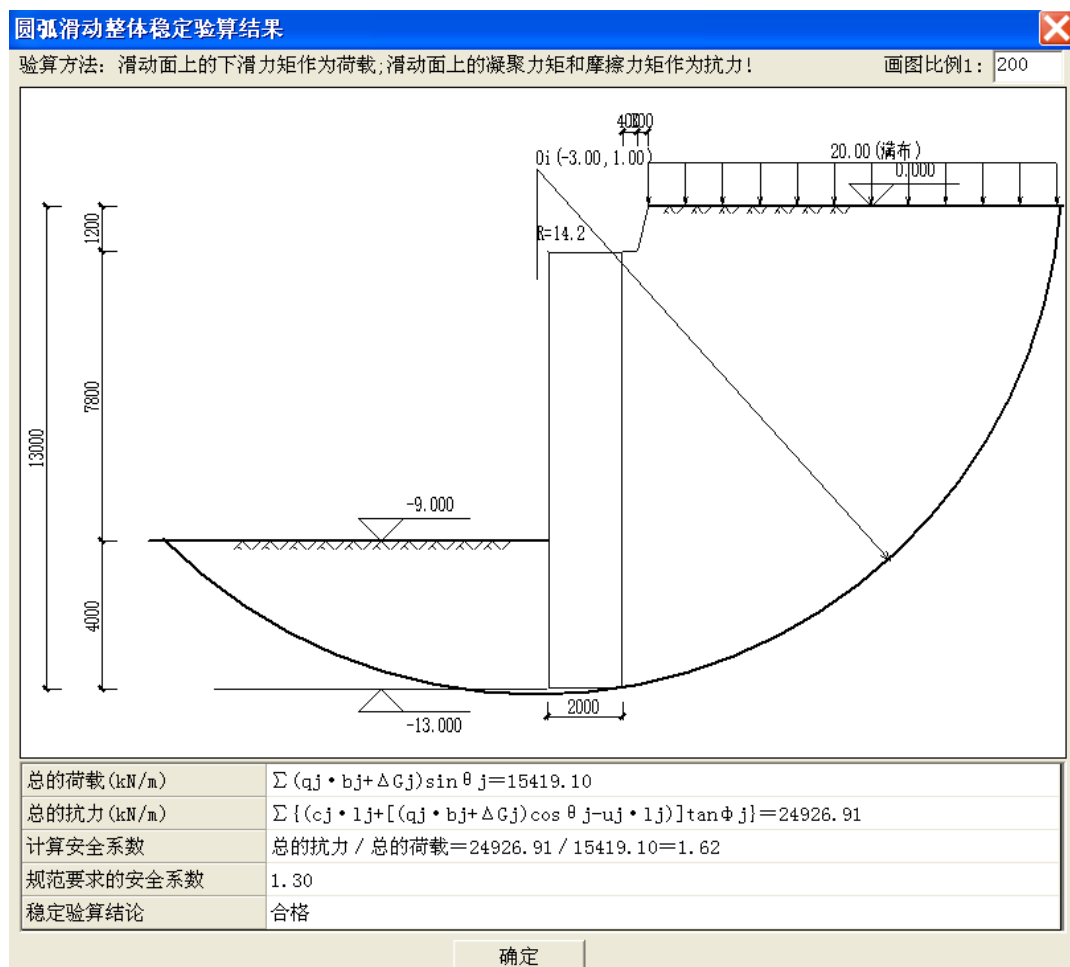 圆弧滑动整体稳定验算结果
验算方法: 滑动面上的下滑力矩作为荷载;滑动面上的凝聚力矩和摩擦力矩作为抗力! 画图比例1: 200
Oi(-3.00,1.00)
20.00(满布)
0.000
1200
R=14.2
7800
13000
-9.000
4000
2000
-13.000
总的荷载(kN/m) ∑(qj•bj+ΔGj)sinθj=15419.10
总的抗力(kN/m) ∑{(cj•lj+[(qj•bj+ΔGj)cosθj-uj•lj)]tanφj}=24926.91
计算安全系数 总的抗力/总的荷载=24926.91/15419.10=1.62
规范要求的安全系数 1.30
稳定验算结论 合格
确定